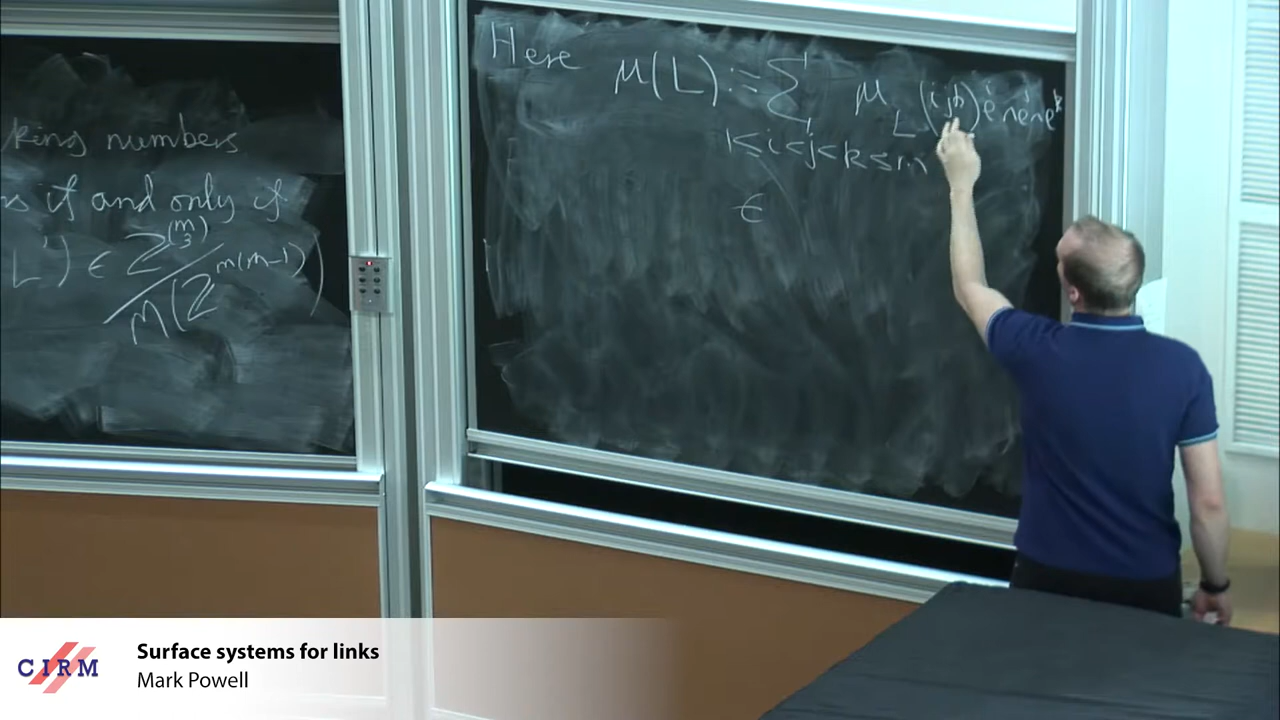 king numbers
s if and only if
L') ∈ Z^(m 3) / M(Z^m(m-1))
Here μ(L) := Σ μ_L(ijk) e^i ∧ e^j ∧ e^k
1 ≤ i < j < k ≤ m
∈
CIRM
Surface systems for links
Mark Powell